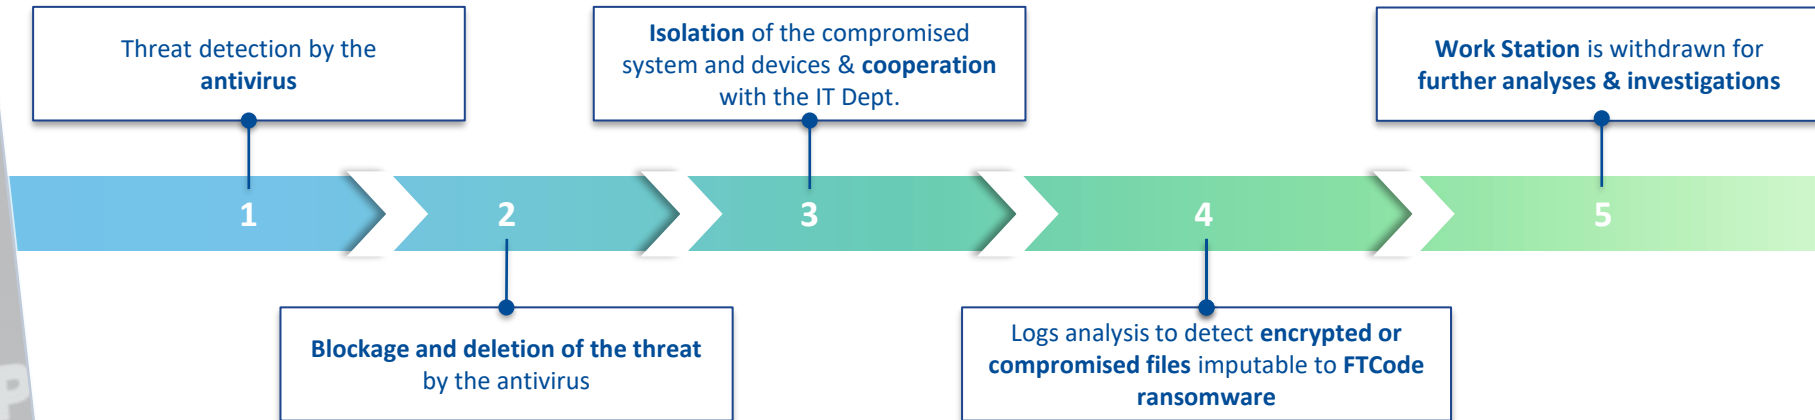 Threat detection by the
antivirus
Isolation of the compromised
system and devices & cooperation
with the IT Dept.
Work Station is withdrawn for
further analyses & investigations
1
2
3
4
5
Blockage and deletion of the threat
by the antivirus
Logs analysis to detect encrypted or
compromised files imputable to FTCode
ransomware
P